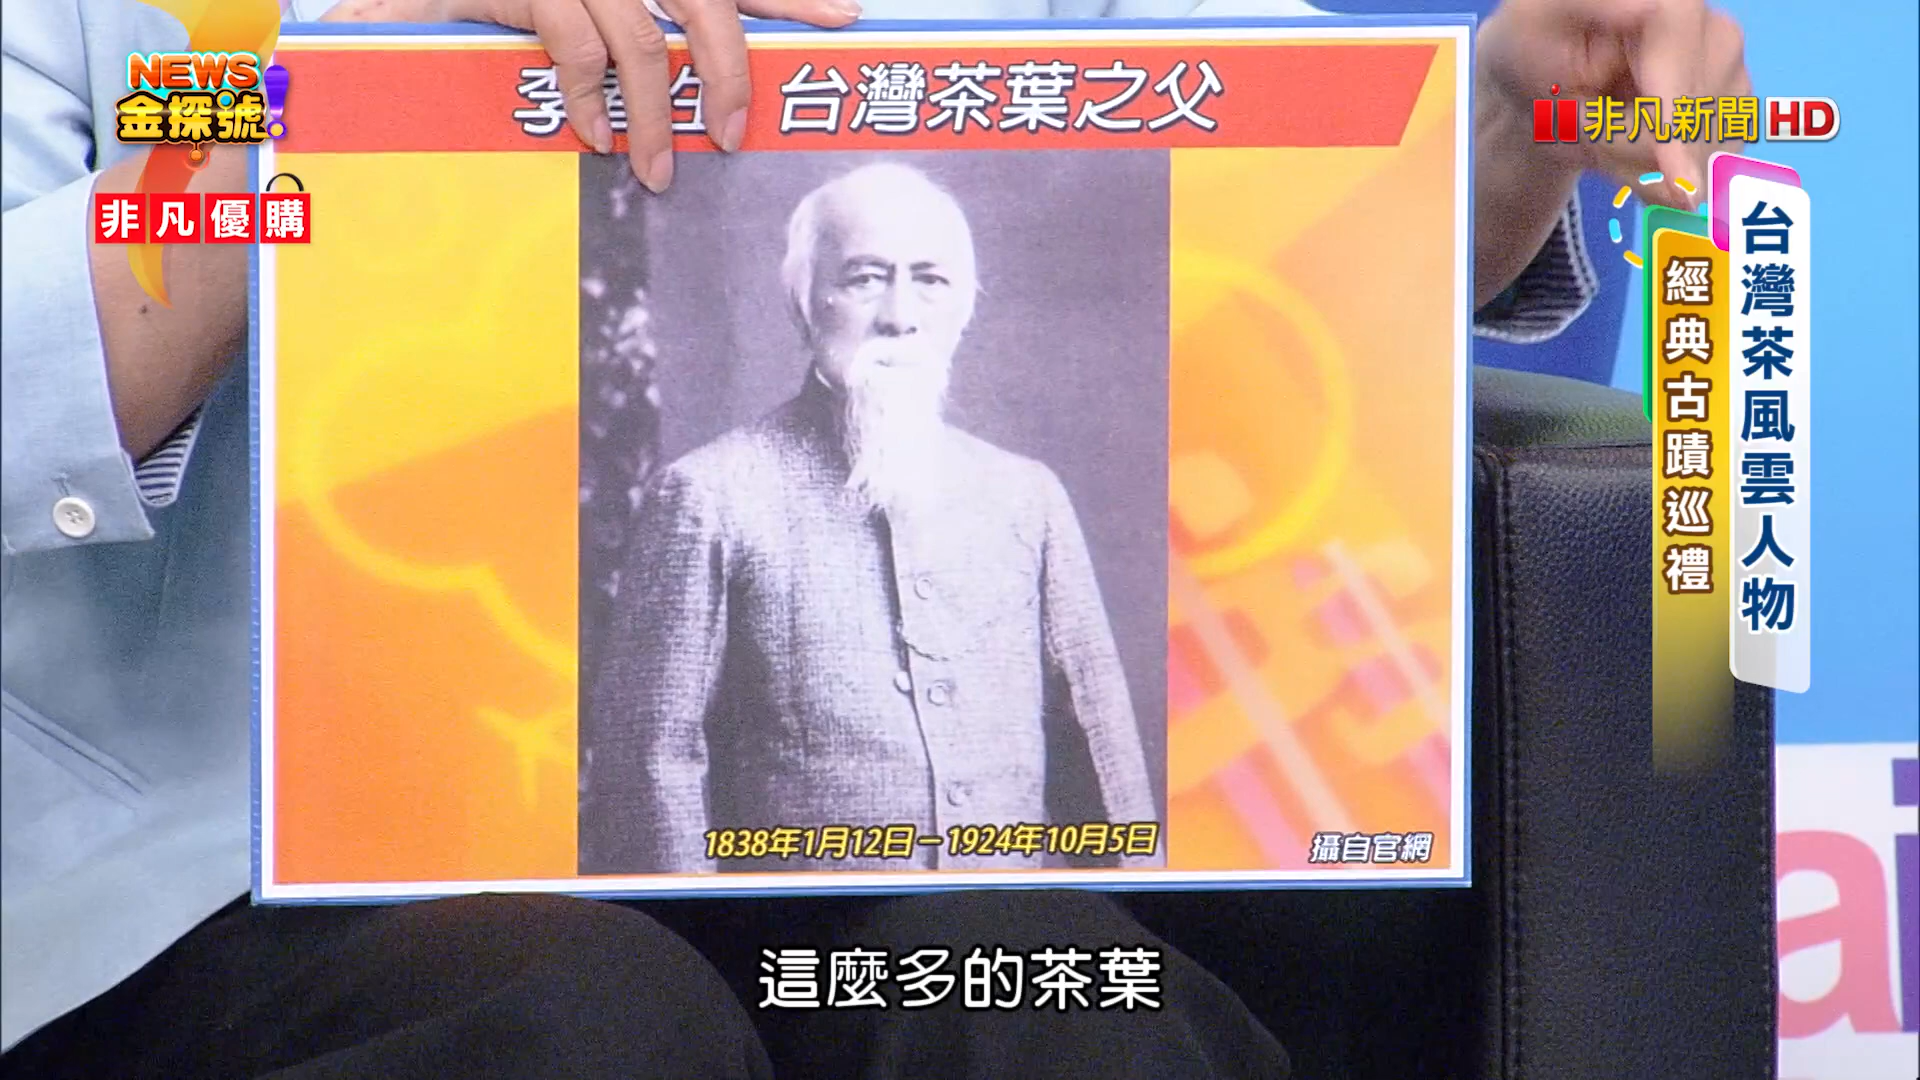 NEWS
金探號!
非凡優購
李 生 台灣茶葉之父
非凡新聞HD
台灣茶風雲人物
經典古蹟巡禮
1838年1月12日－1924年10月5日
攝自官網
這麼多的茶葉